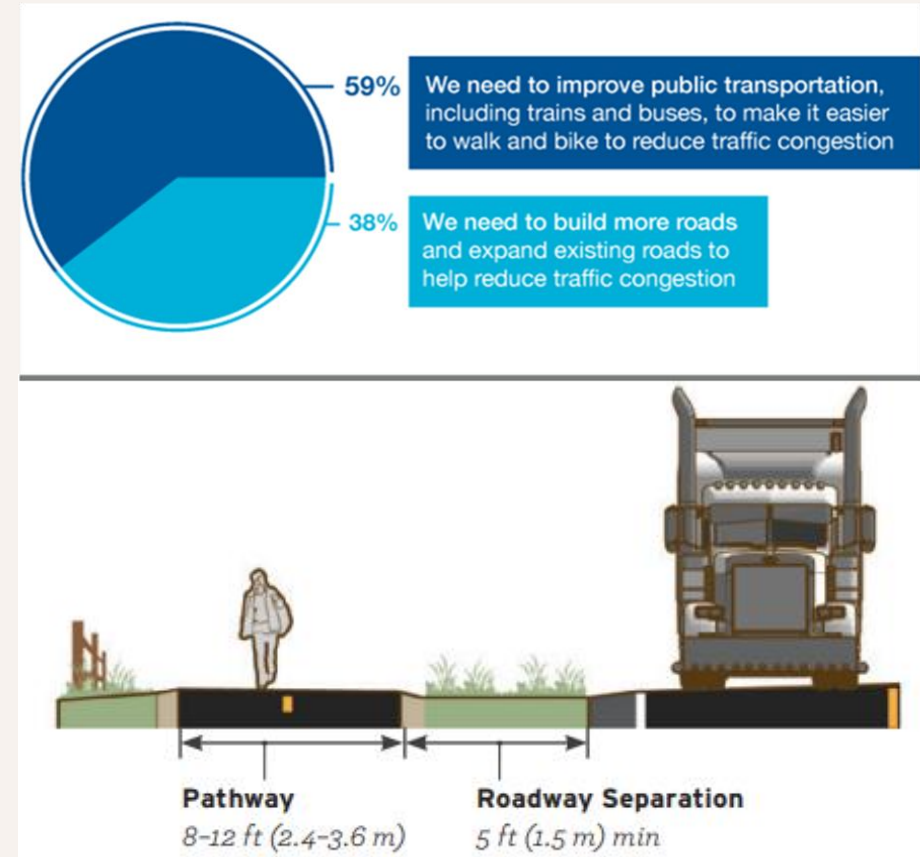 59%
We need to improve public transportation,
including trains and buses, to make it easier
to walk and bike to reduce traffic congestion
38%
We need to build more roads
and expand existing roads to
help reduce traffic congestion
Pathway
8-12 ft (2.4-3.6 m)
Roadway Separation
5 ft (1.5 m) min